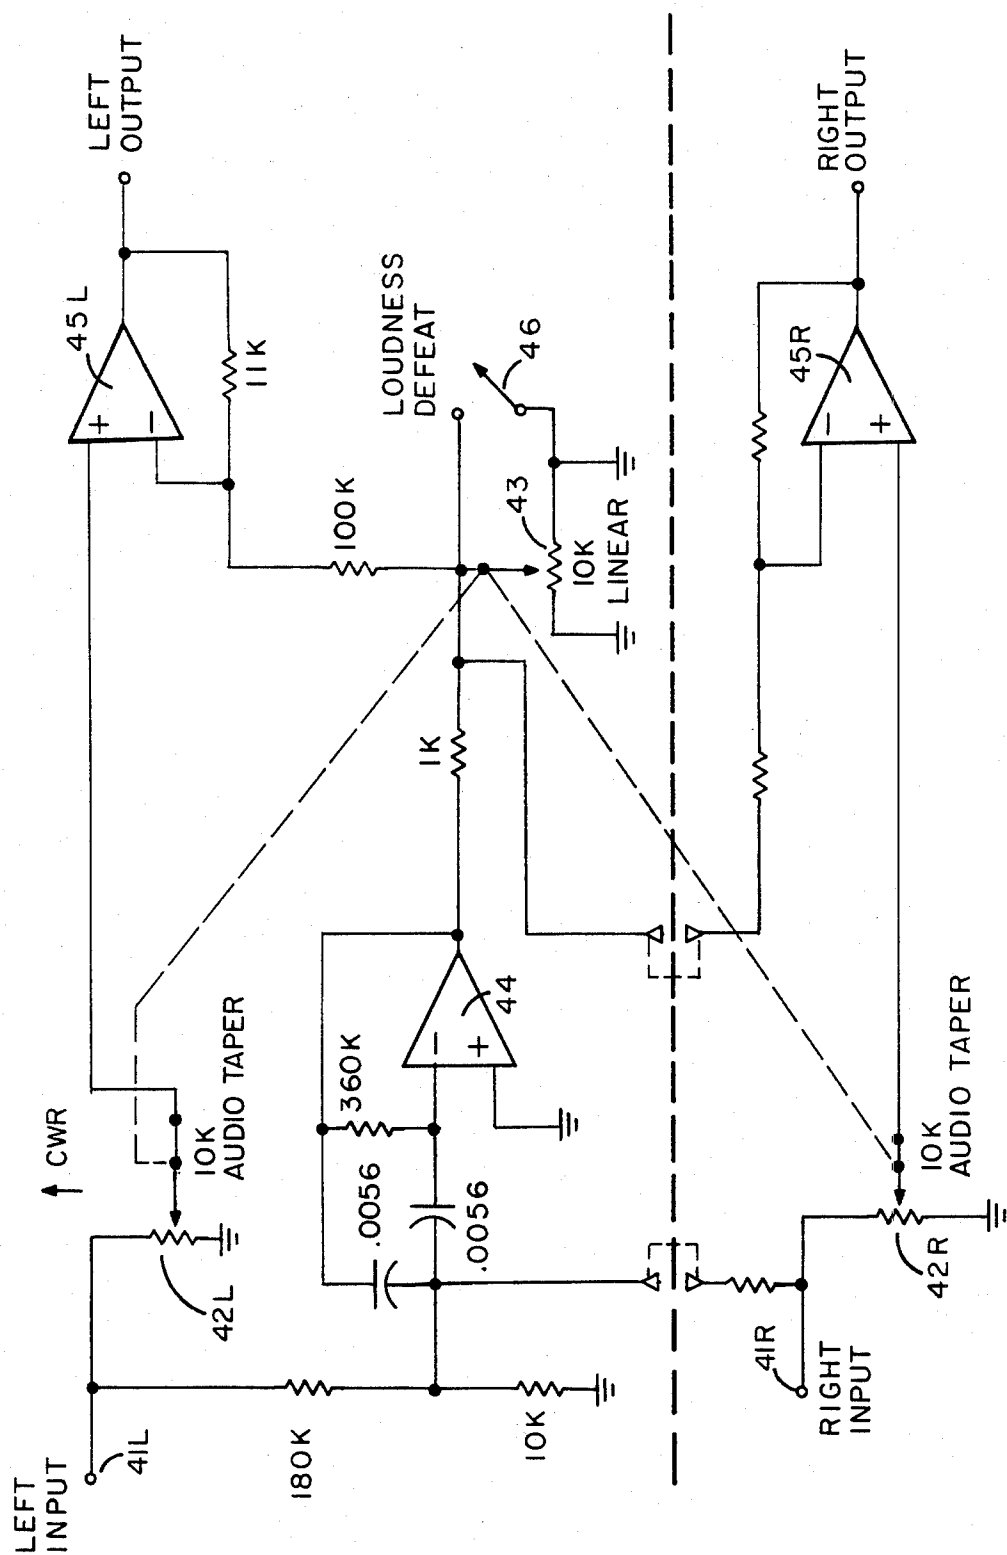 LEFT
INPUT
41L
42L
CWR
10K
AUDIO TAPER
45L
+
−
11K
LEFT
OUTPUT
180K
10K
.0056
.0056
360K
−
+
44
1K
100K
LOUDNESS
DEFEAT
46
43
10K
LINEAR
41R
RIGHT
INPUT
42R
10K
AUDIO TAPER
45R
−
+
RIGHT
OUTPUT